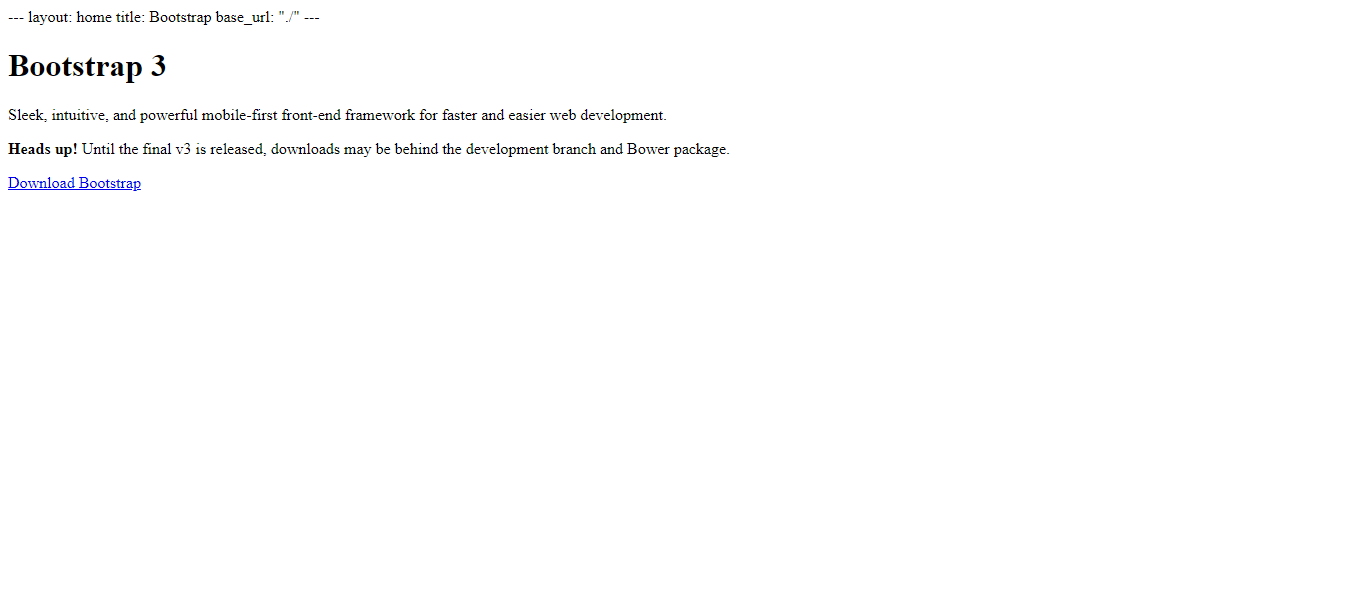 --- layout: home title: Bootstrap base_url: "./" ---
Bootstrap 3
Sleek, intuitive, and powerful mobile-first front-end framework for faster and easier web development.
Heads up! Until the final v3 is released, downloads may be behind the development branch and Bower package.
Download Bootstrap